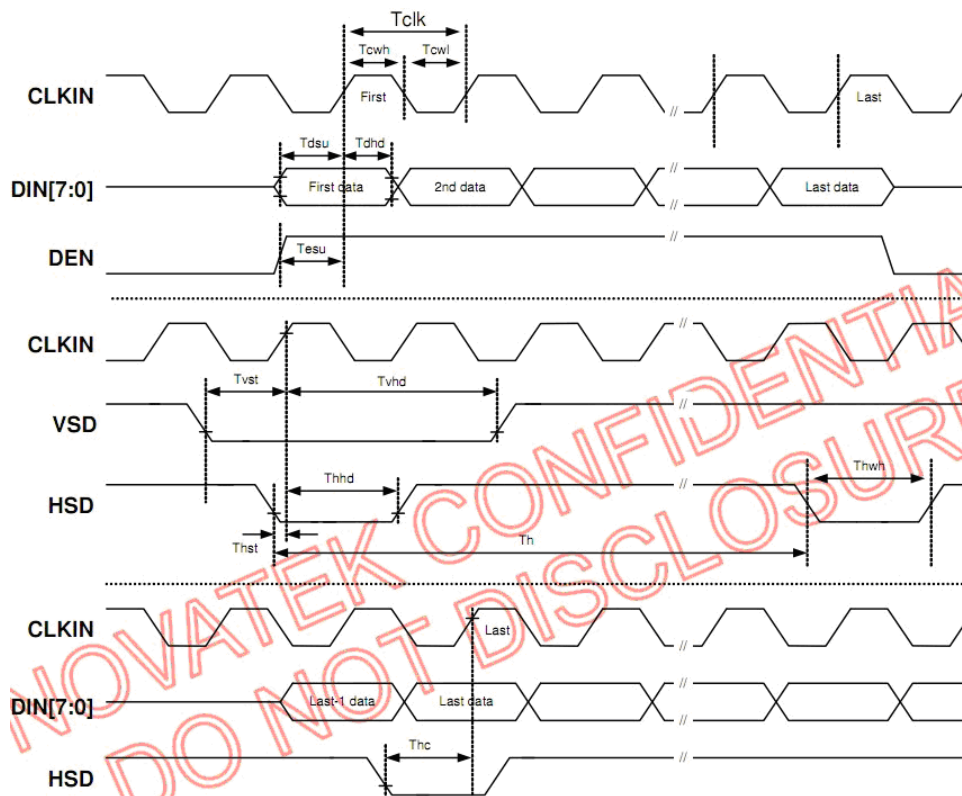 Tclk
Tcwh Tcwl
CLKIN First // Last
Tdsu Tdhd
DIN[7:0] First data 2nd data // Last data
DEN Tesu //
CLKIN //
Tvst Tvhd
VSD //
Thhd Thwh
HSD //
Thst Th
CLKIN Last //
DIN[7:0] Last-1 data Last data //
Thc
HSD //
NOVATEK CONFIDENTIA
DO NOT DISCLOSURE